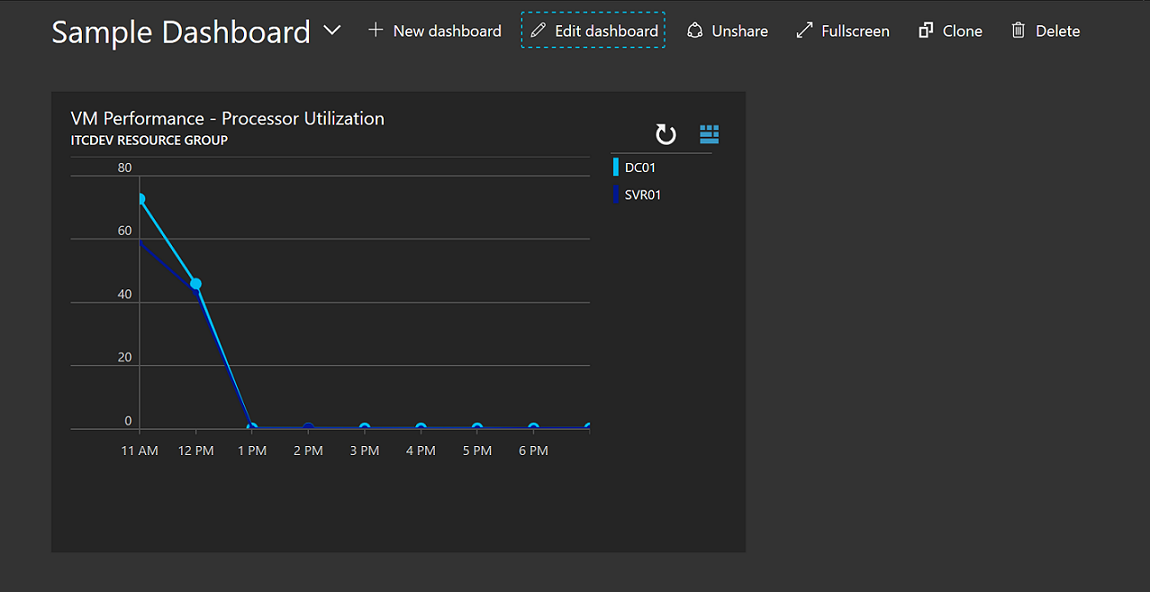 Sample Dashboard New dashboard Edit dashboard Unshare Fullscreen Clone Delete
VM Performance - Processor Utilization
ITCDEV RESOURCE GROUP
DC01
SVR01
80
60
40
20
0
11 AM 12 PM 1 PM 2 PM 3 PM 4 PM 5 PM 6 PM